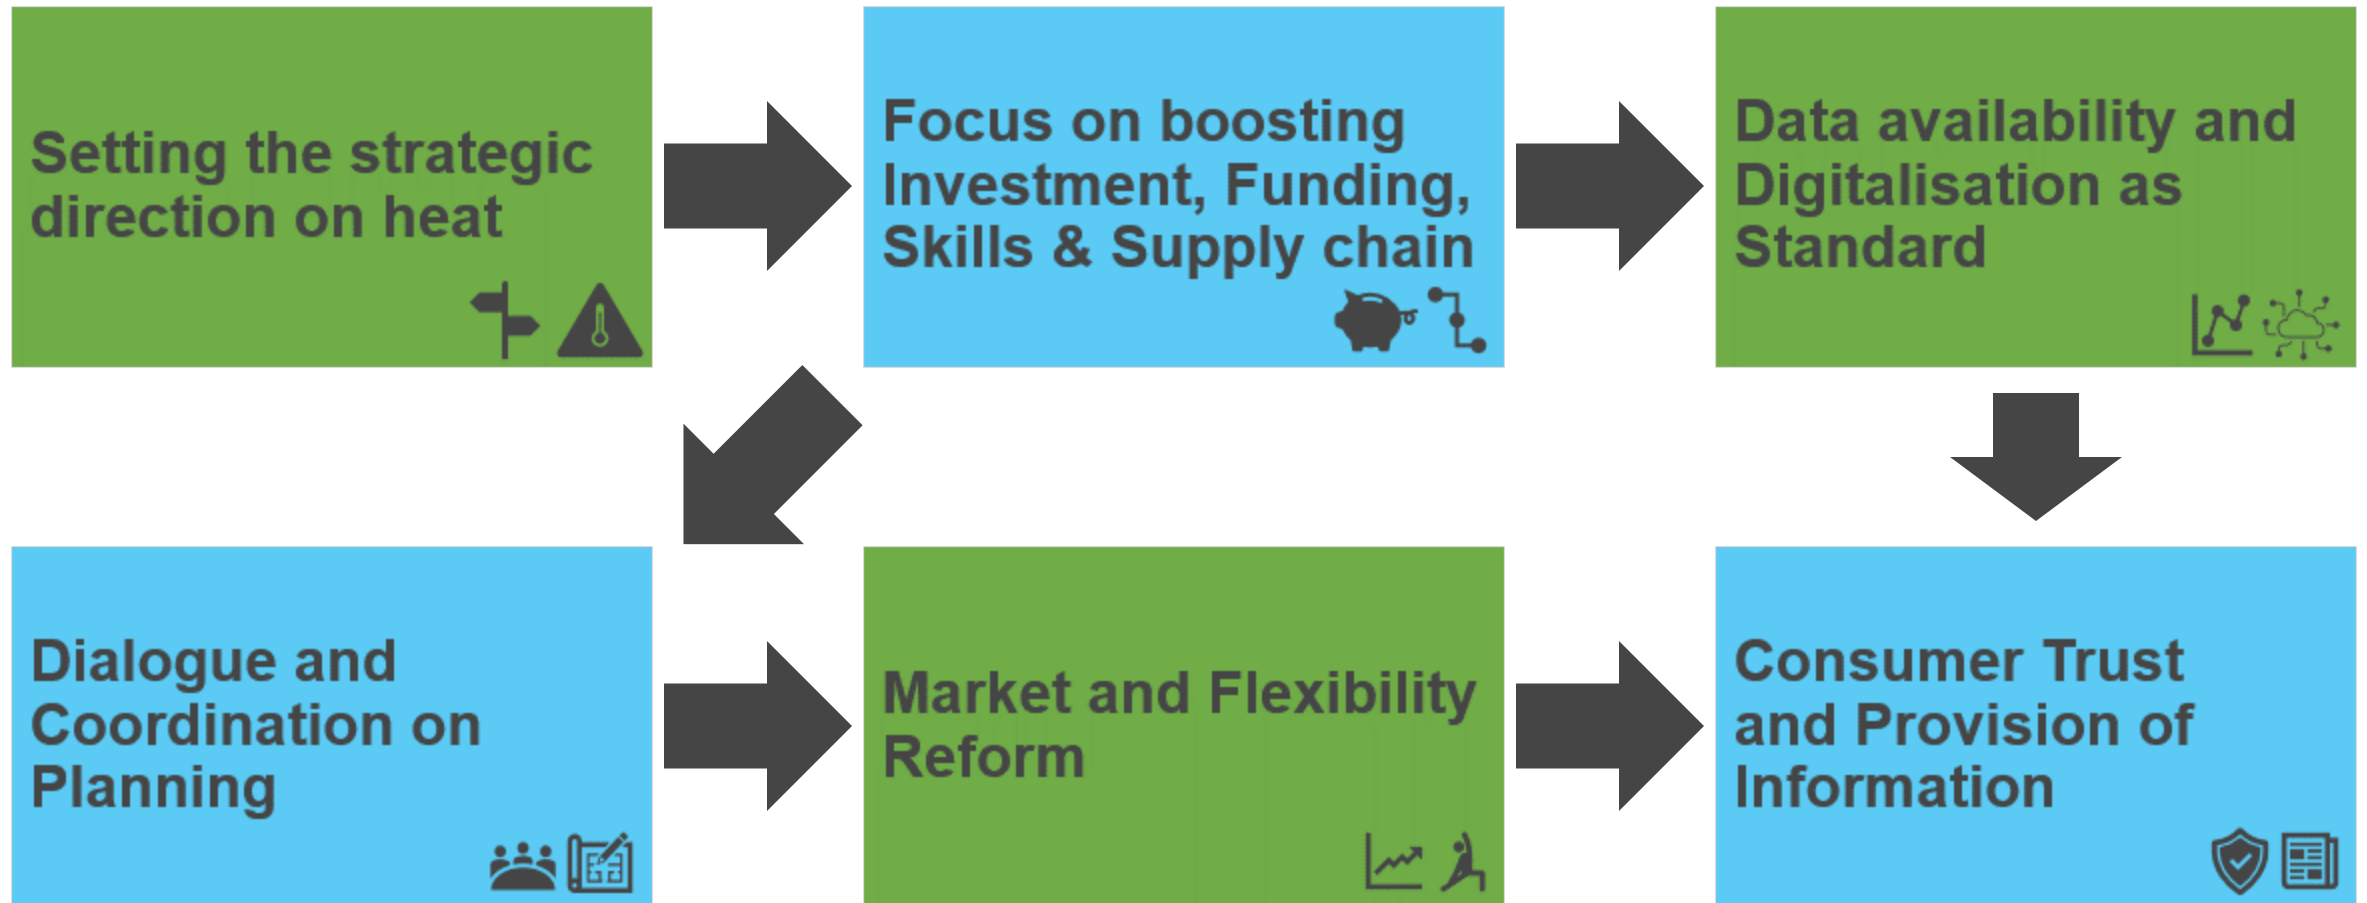 Setting the strategic
direction on heat
Focus on boosting
Investment, Funding,
Skills & Supply chain
Data availability and
Digitalisation as
Standard
Dialogue and
Coordination on
Planning
Market and Flexibility
Reform
Consumer Trust
and Provision of
Information